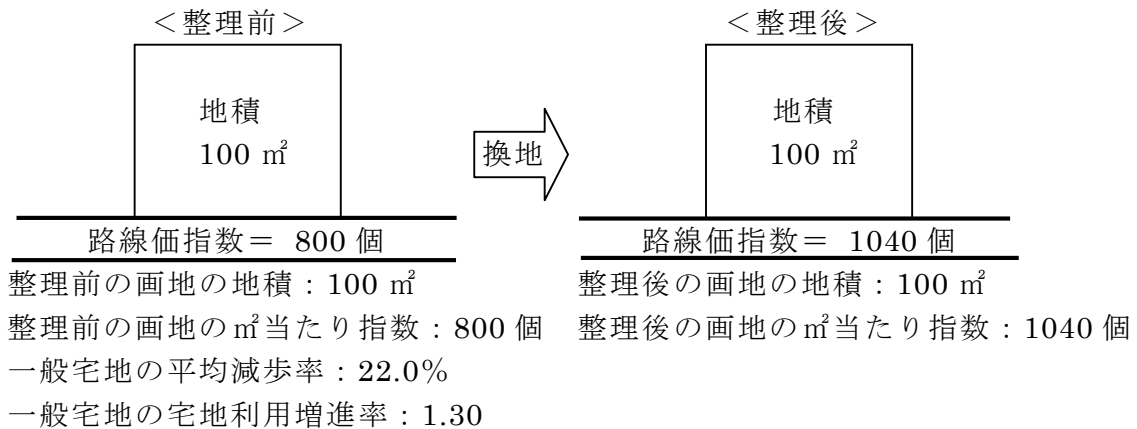 ＜整理前＞
地積
100 ㎡
路線価指数＝ 800 個
換地
＜整理後＞
地積
100 ㎡
路線価指数＝ 1040 個
整理前の画地の地積：100 ㎡
整理後の画地の地積：100 ㎡
整理前の画地の㎡当たり指数：800 個
整理後の画地の㎡当たり指数：1040 個
一般宅地の平均減歩率：22.0％
一般宅地の宅地利用増進率：1.30